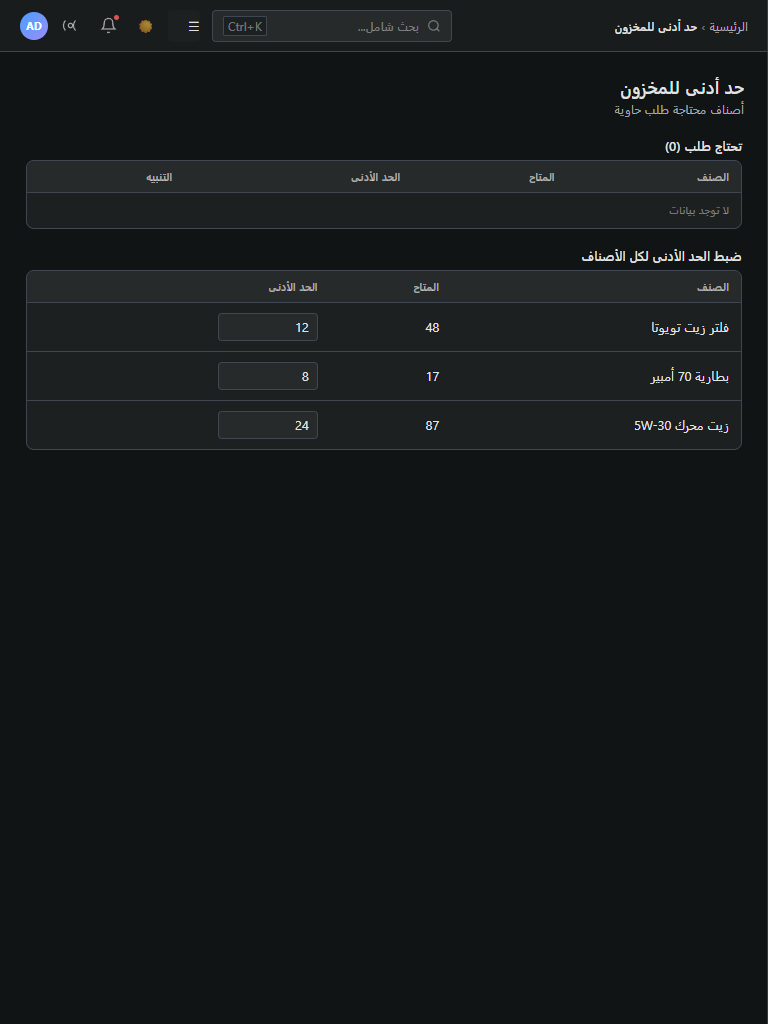 الرئيسية › حد أدنى للمخزون
بحث شامل... Ctrl+K
AD
حد أدنى للمخزون
أصناف محتاجة طلب حاوية
تحتاج طلب (0)
الصنف المتاح الحد الأدنى التنبيه
لا توجد بيانات
ضبط الحد الأدنى لكل الأصناف
الصنف المتاح الحد الأدنى
فلتر زيت تويوتا 48 12
بطارية 70 أمبير 17 8
زيت محرك 5W-30 87 24